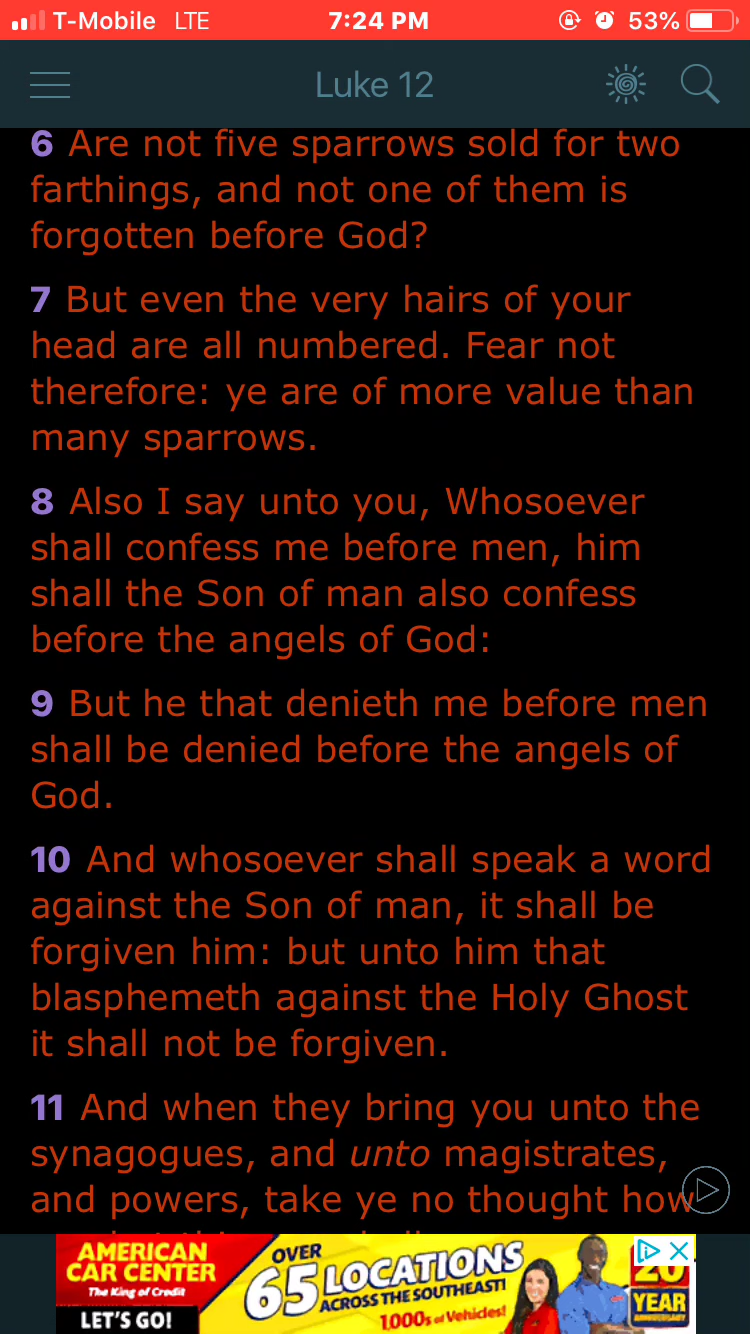 T-Mobile LTE 7:24 PM 53%
Luke 12
6 Are not five sparrows sold for two
farthings, and not one of them is
forgotten before God?
7 But even the very hairs of your
head are all numbered. Fear not
therefore: ye are of more value than
many sparrows.
8 Also I say unto you, Whosoever
shall confess me before men, him
shall the Son of man also confess
before the angels of God:
9 But he that denieth me before men
shall be denied before the angels of
God.
10 And whosoever shall speak a word
against the Son of man, it shall be
forgiven him: but unto him that
blasphemeth against the Holy Ghost
it shall not be forgiven.
11 And when they bring you unto the
synagogues, and unto magistrates,
and powers, take ye no thought how
AMERICAN
CAR CENTER
The King of Credit
LET'S GO!
OVER
65 LOCATIONS
ACROSS THE SOUTHEAST!
1,000s of Vehicles!
20
YEAR
ANNIVERSARY